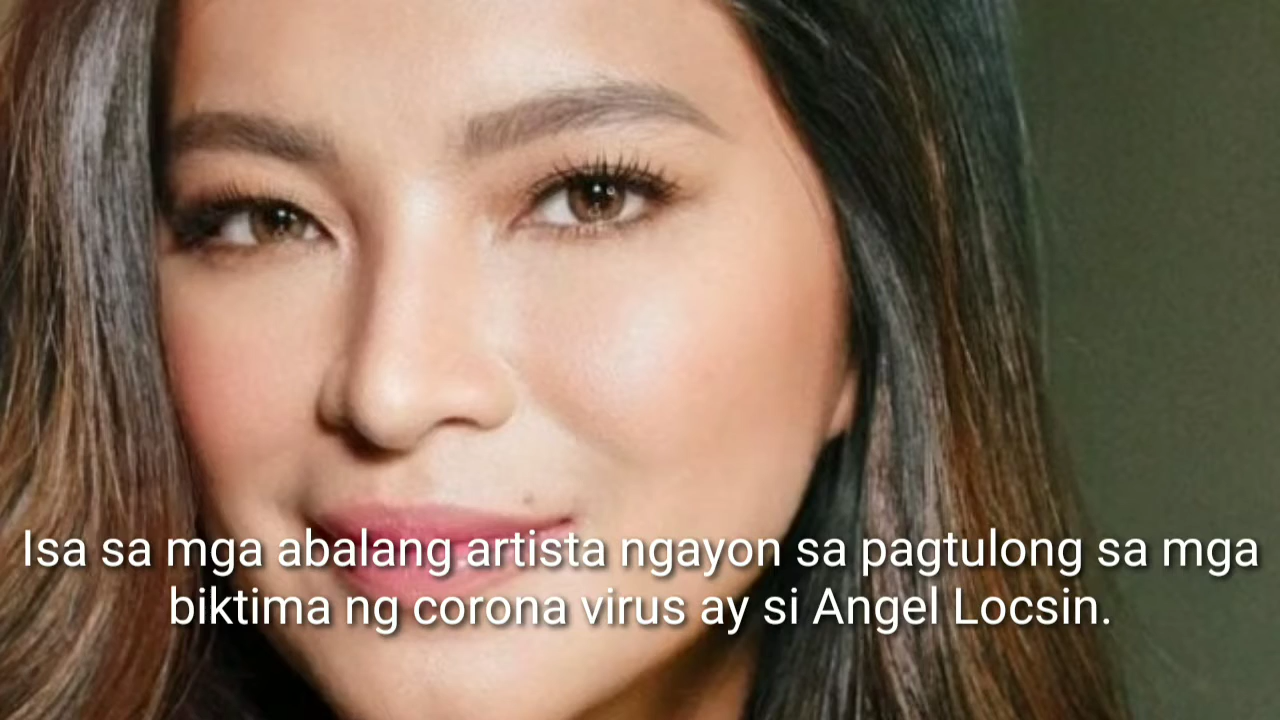 Isa sa mga abalang artista ngayon sa pagtulong sa mga
biktima ng corona virus ay si Angel Locsin.